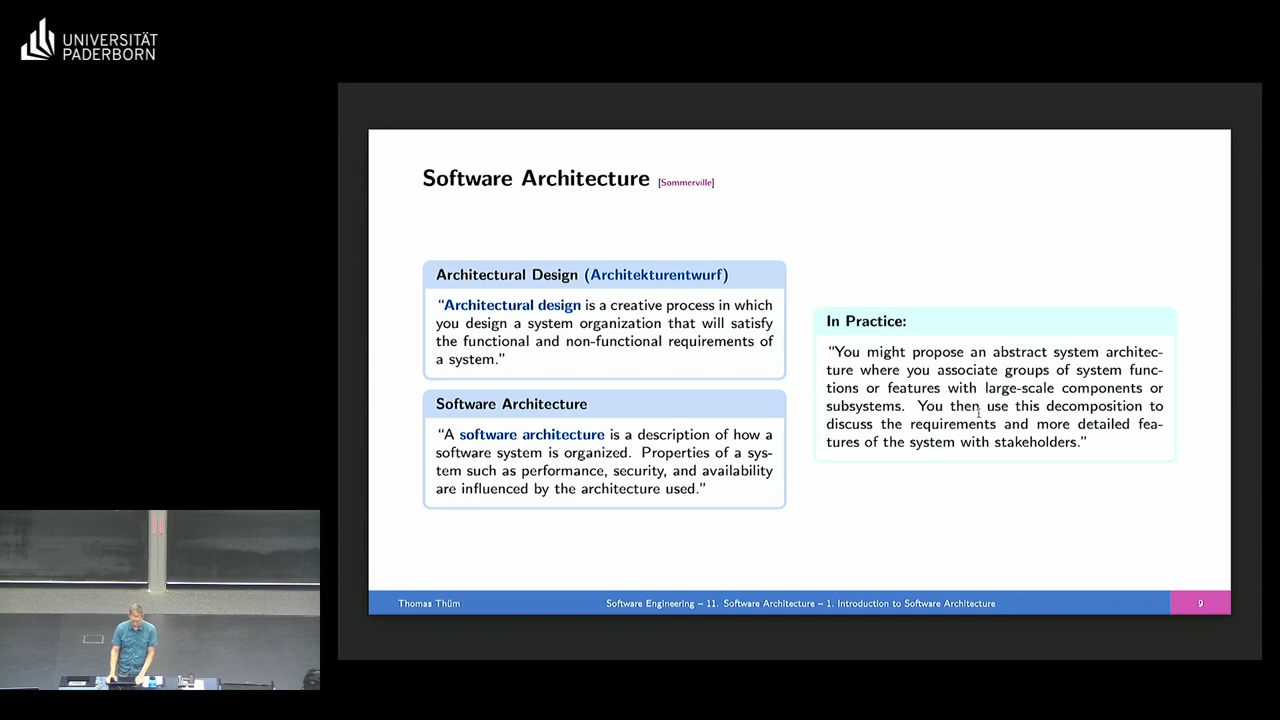 UNIVERSITÄT
PADERBORN
Software Architecture [Sommerville]
Architectural Design (Architekturentwurf)
“Architectural design is a creative process in which
you design a system organization that will satisfy
the functional and non-functional requirements of
a system.”
Software Architecture
“A software architecture is a description of how a
software system is organized. Properties of a sys-
tem such as performance, security, and availability
are influenced by the architecture used.”
In Practice:
“You might propose an abstract system architec-
ture where you associate groups of system func-
tions or features with large-scale components or
subsystems. You then use this decomposition to
discuss the requirements and more detailed fea-
tures of the system with stakeholders.”
Thomas Thüm
Software Engineering – 11. Software Architecture – 1. Introduction to Software Architecture
9